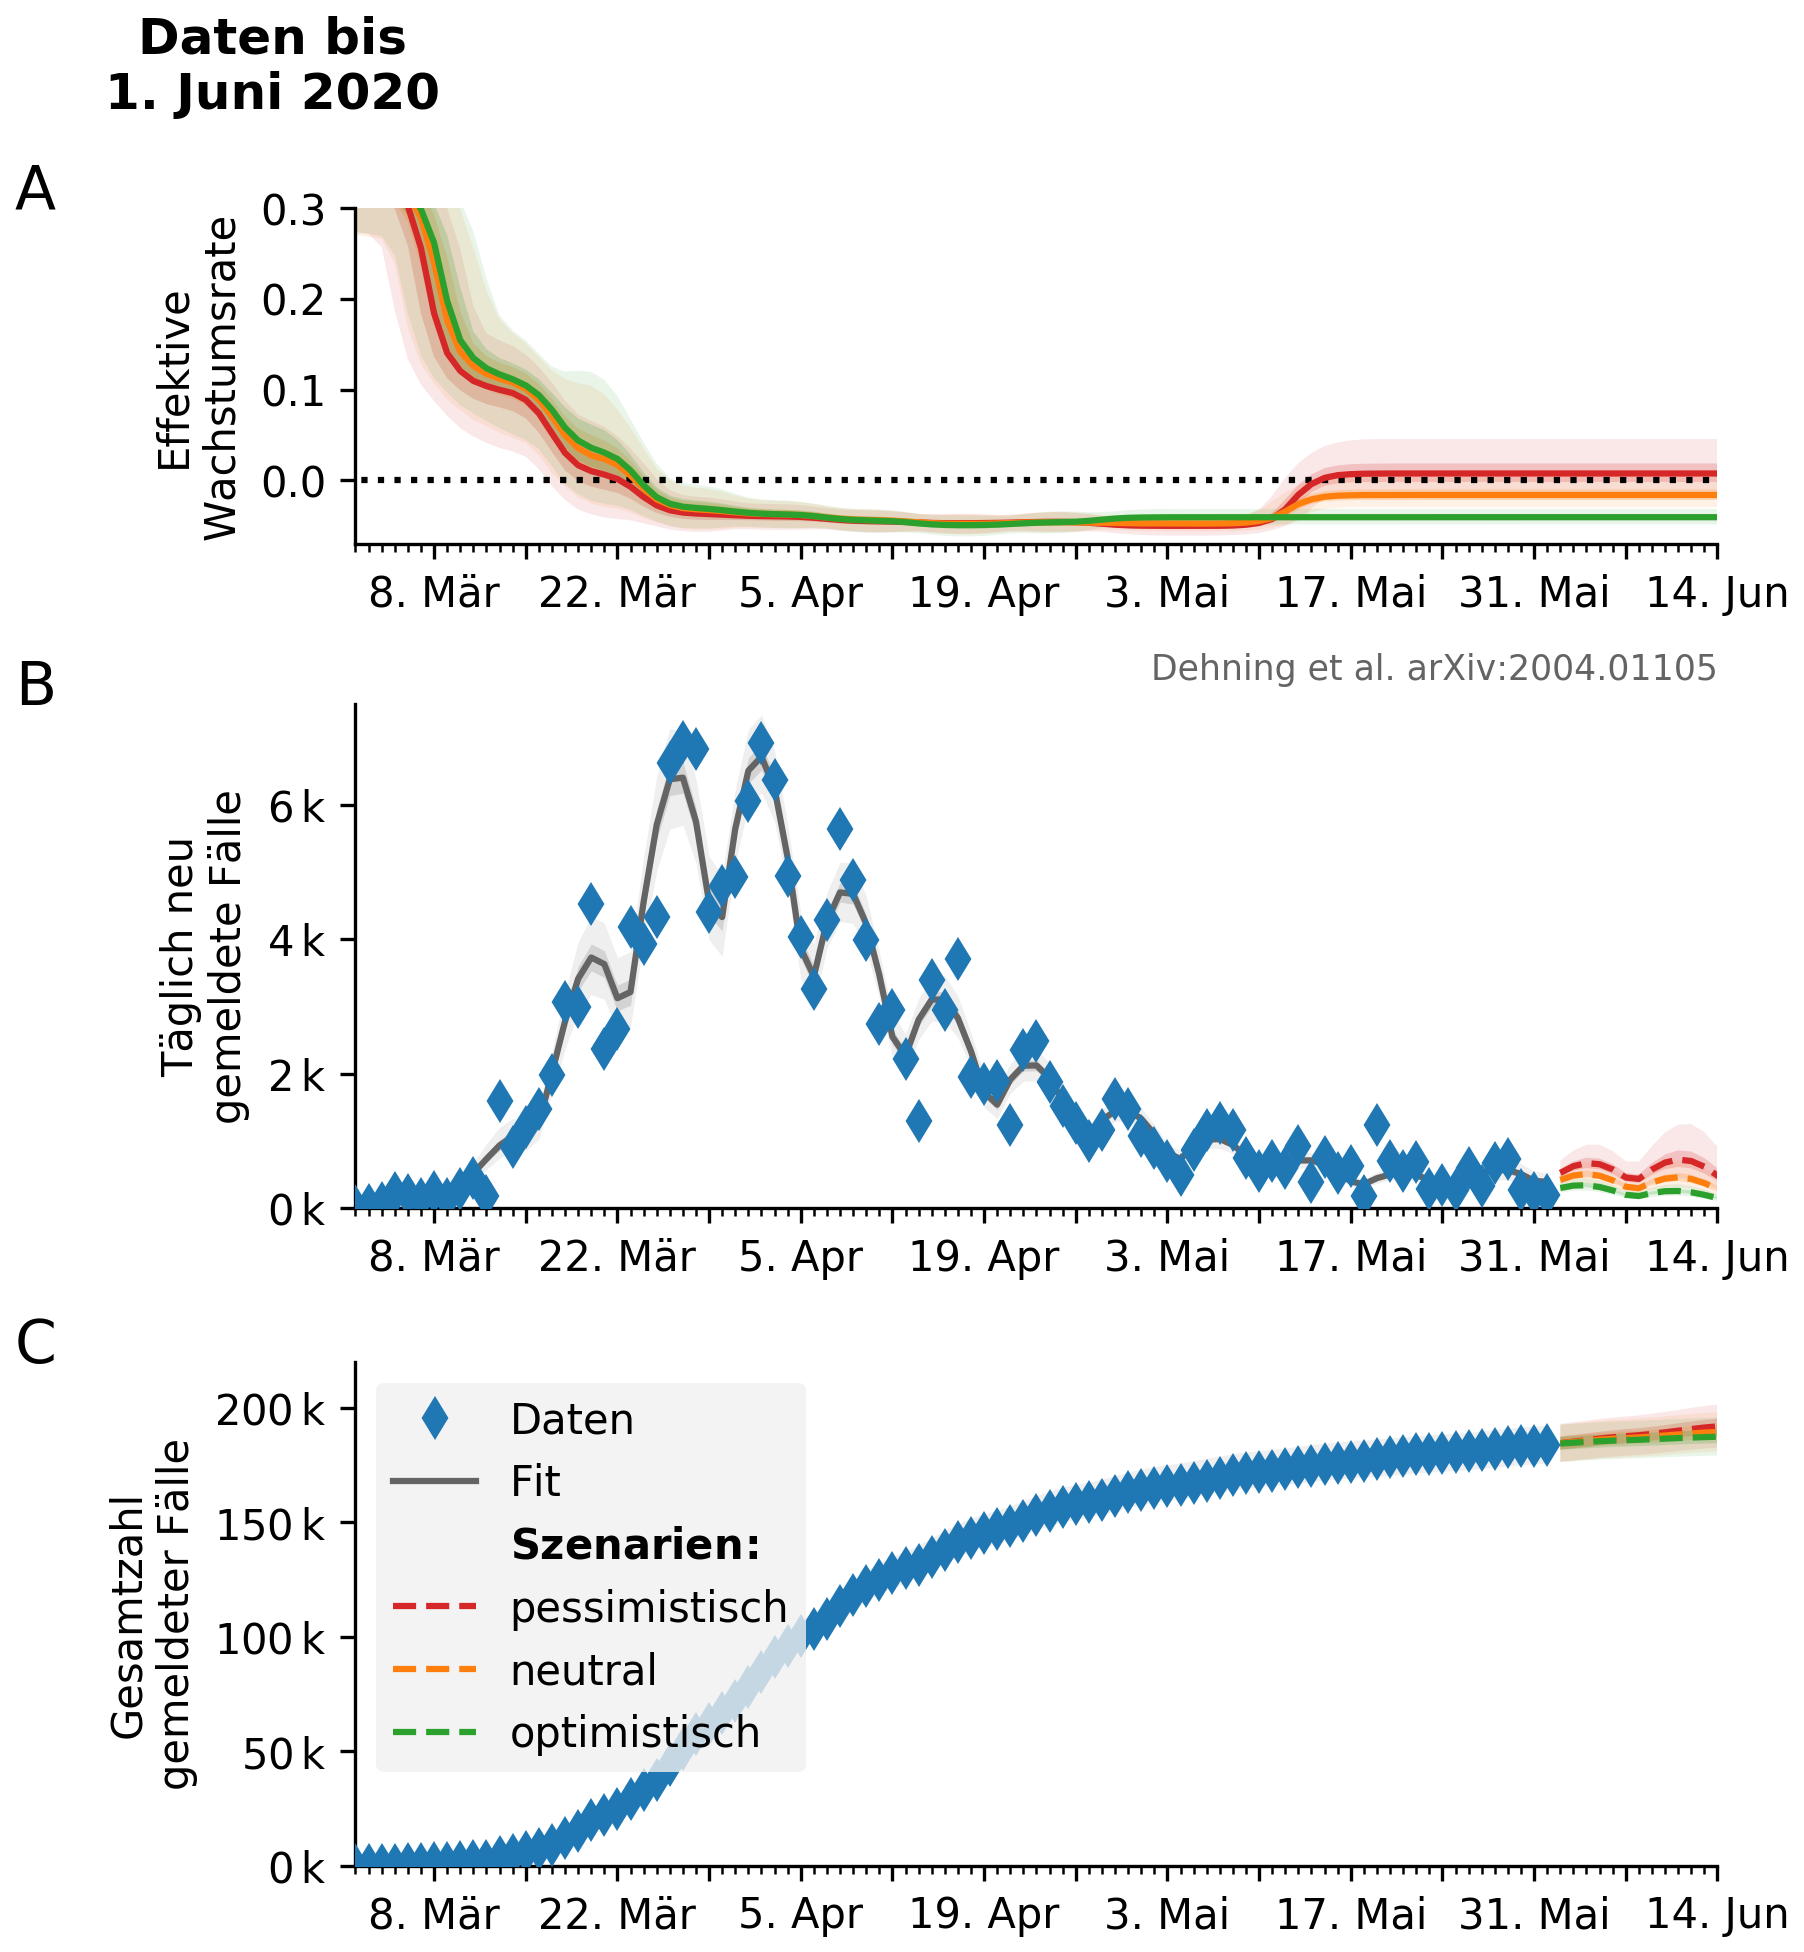 Daten bis
1. Juni 2020
A
Effektive
Wachstumsrate
0.3
0.2
0.1
0.0
8. Mär 22. Mär 5. Apr 19. Apr 3. Mai 17. Mai 31. Mai 14. Jun
Dehning et al. arXiv:2004.01105
B
Täglich neu
gemeldete Fälle
6 k
4 k
2 k
0 k
8. Mär 22. Mär 5. Apr 19. Apr 3. Mai 17. Mai 31. Mai 14. Jun
C
Gesamtzahl
gemeldeter Fälle
200 k
150 k
100 k
50 k
0 k
Daten
Fit
Szenarien:
pessimistisch
neutral
optimistisch
8. Mär 22. Mär 5. Apr 19. Apr 3. Mai 17. Mai 31. Mai 14. Jun